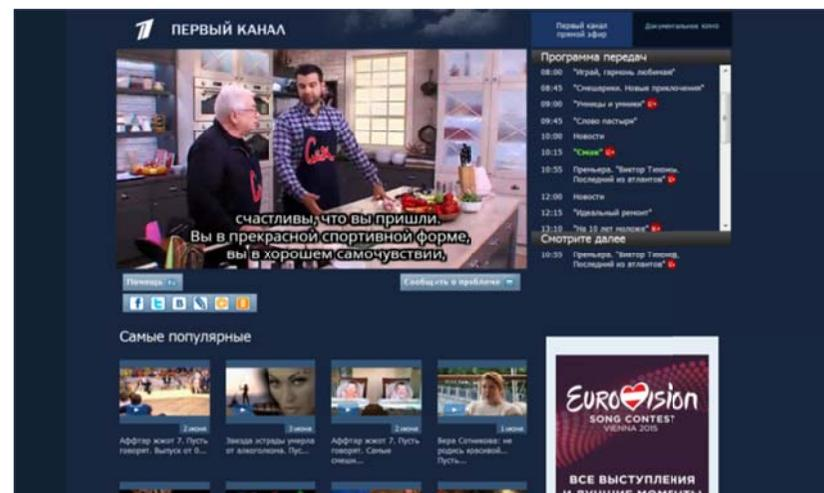 ПЕРВЫЙ КАНАЛ
Первый канал
прямой эфир
Документальное кино
Программа передач
08:00 "Играй, гармонь любимая"
08:45 "Смешарики. Новые приключения"
09:00 "Умницы и умники"
09:45 "Слово пастыря"
10:00 Новости
10:15 "Смак"
10:55 Премьера. "Виктор Тихонов.
Последний из атлантов"
12:00 Новости
12:15 "Идеальный ремонт"
13:10 "На 10 лет моложе"
Смотрите далее
10:55 Премьера. "Виктор Тихонов.
Последний из атлантов"
Смак
счастливы, что вы пришли.
Вы в прекрасной спортивной форме,
вы в хорошем самочувствии,
Помощь
Сообщить о проблеме
Самые популярные
2 июня
Аффтар жжот 7. Пусть
говорят. Выпуск от 0...
3 июня
Звезда эстрады умерла
от алкоголизма. Пус...
2 июня
Аффтар жжот 7. Пусть
говорят. Самые
смешн...
1 июня
Вера Сотникова: не
родись красивой...
Пусть...
EUROVISION
SONG CONTEST
VIENNA 2015
ВСЕ ВЫСТУПЛЕНИЯ
И ЛУЧШИЕ МОМЕНТЫ